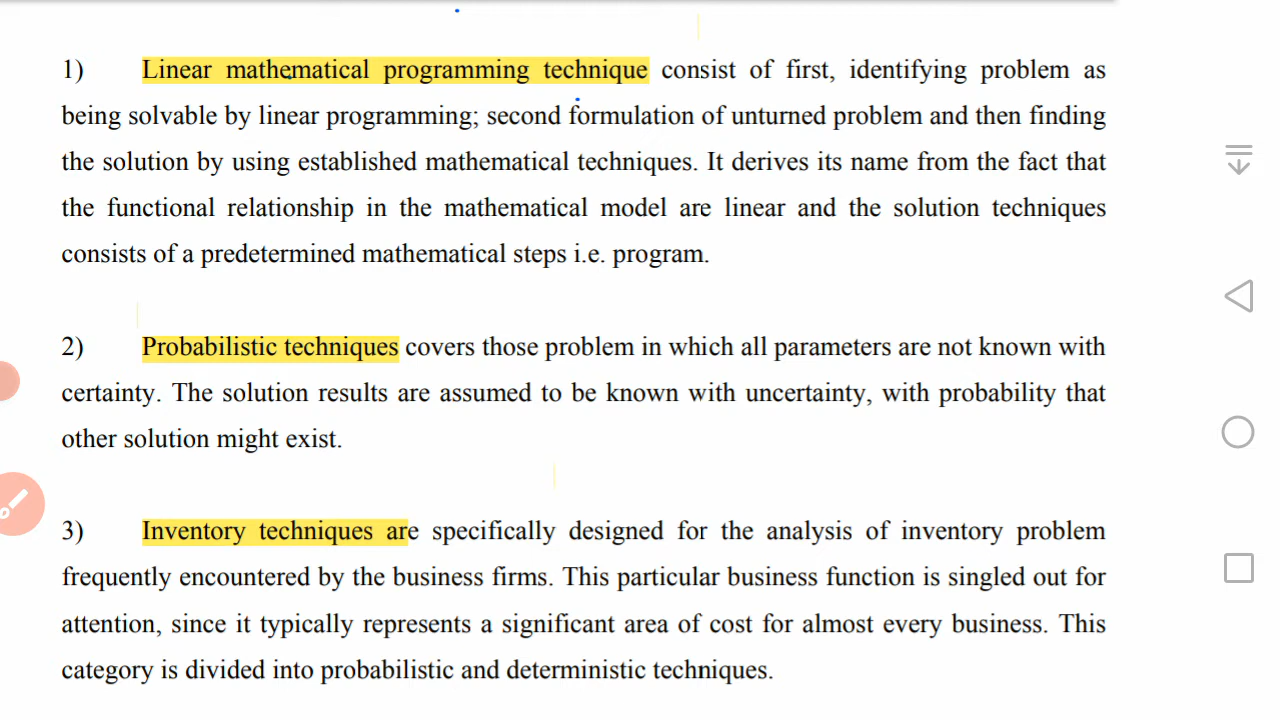 1) Linear mathematical programming technique consist of first, identifying problem as
being solvable by linear programming; second formulation of unturned problem and then finding
the solution by using established mathematical techniques. It derives its name from the fact that
the functional relationship in the mathematical model are linear and the solution techniques
consists of a predetermined mathematical steps i.e. program.
2) Probabilistic techniques covers those problem in which all parameters are not known with
certainty. The solution results are assumed to be known with uncertainty, with probability that
other solution might exist.
3) Inventory techniques are specifically designed for the analysis of inventory problem
frequently encountered by the business firms. This particular business function is singled out for
attention, since it typically represents a significant area of cost for almost every business. This
category is divided into probabilistic and deterministic techniques.